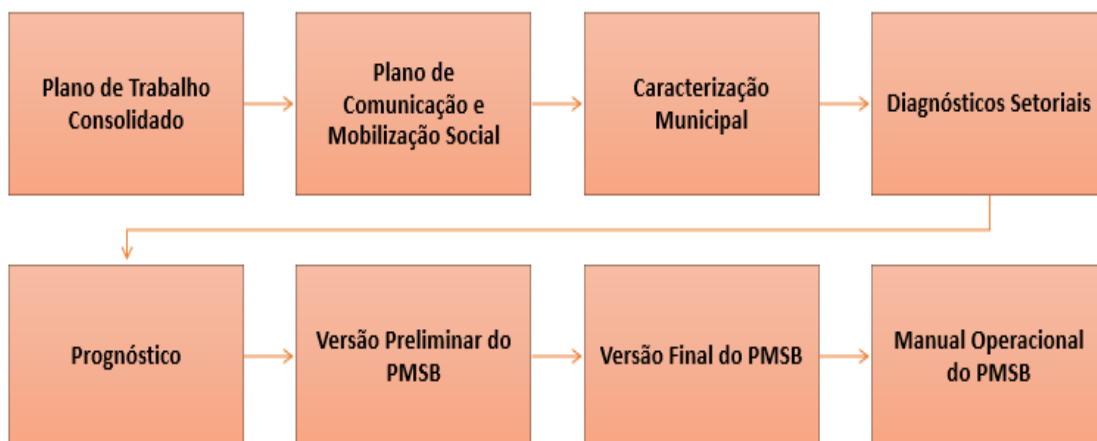 Plano de Trabalho
Consolidado
Plano de
Comunicação e
Mobilização Social
Caracterização
Municipal
Diagnósticos Setoriais
Prognóstico
Versão Preliminar do
PMSB
Versão Final do PMSB
Manual Operacional
do PMSB